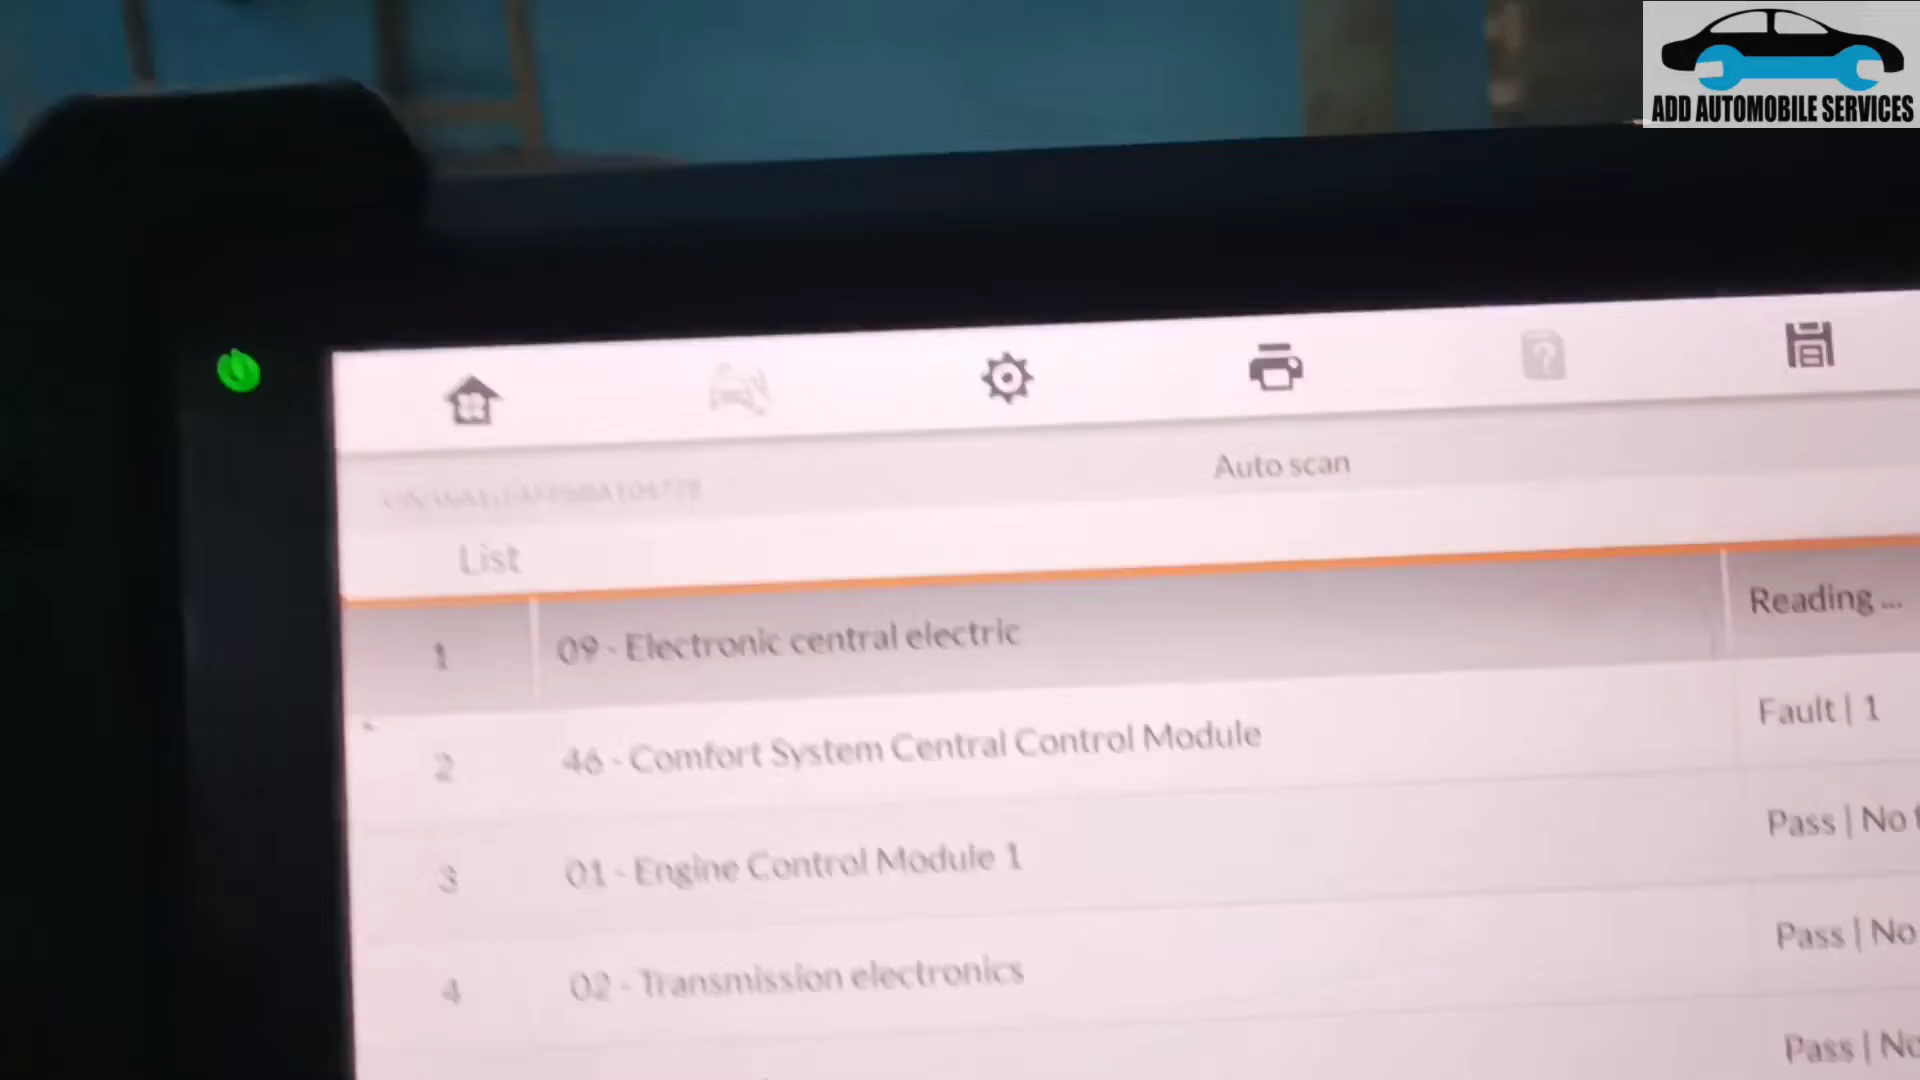 ADD AUTOMOBILE SERVICES
Auto scan
List
1 09 - Electronic central electric Reading ...
2 46 - Comfort System Central Control Module Fault | 1
3 01 - Engine Control Module 1 Pass | No
4 02 - Transmission electronics Pass | No
Pass | No